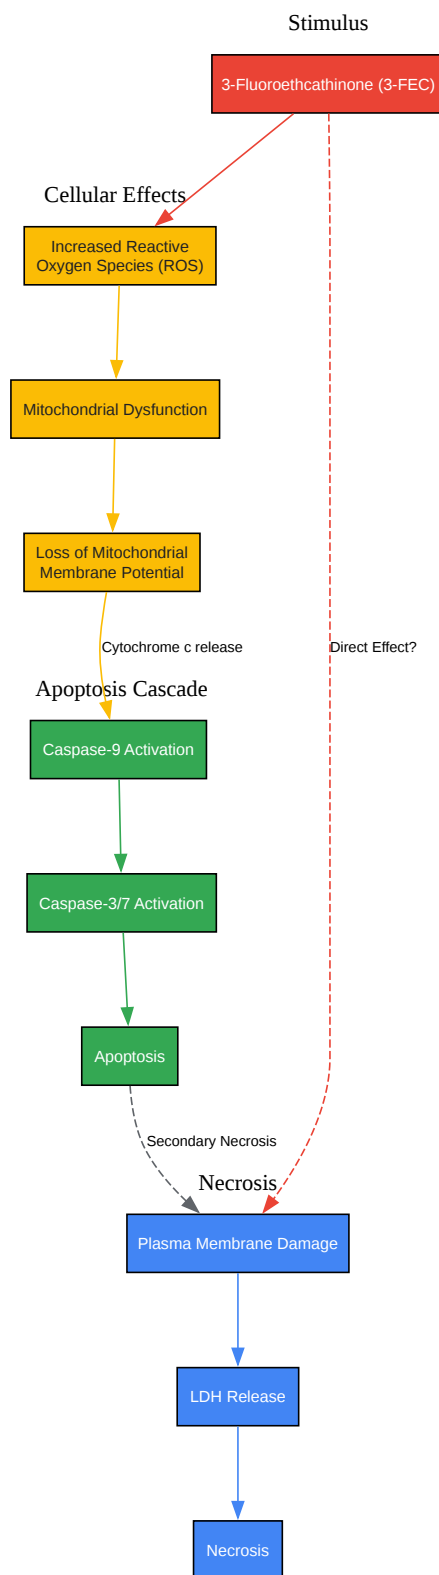 Stimulus
3-Fluoroethcathinone (3-FEC)
Cellular Effects
Increased Reactive
Oxygen Species (ROS)
Mitochondrial Dysfunction
Loss of Mitochondrial
Membrane Potential
Cytochrome c release
Direct Effect?
Apoptosis Cascade
Caspase-9 Activation
Caspase-3/7 Activation
Apoptosis
Secondary Necrosis
Necrosis
Plasma Membrane Damage
LDH Release
Necrosis